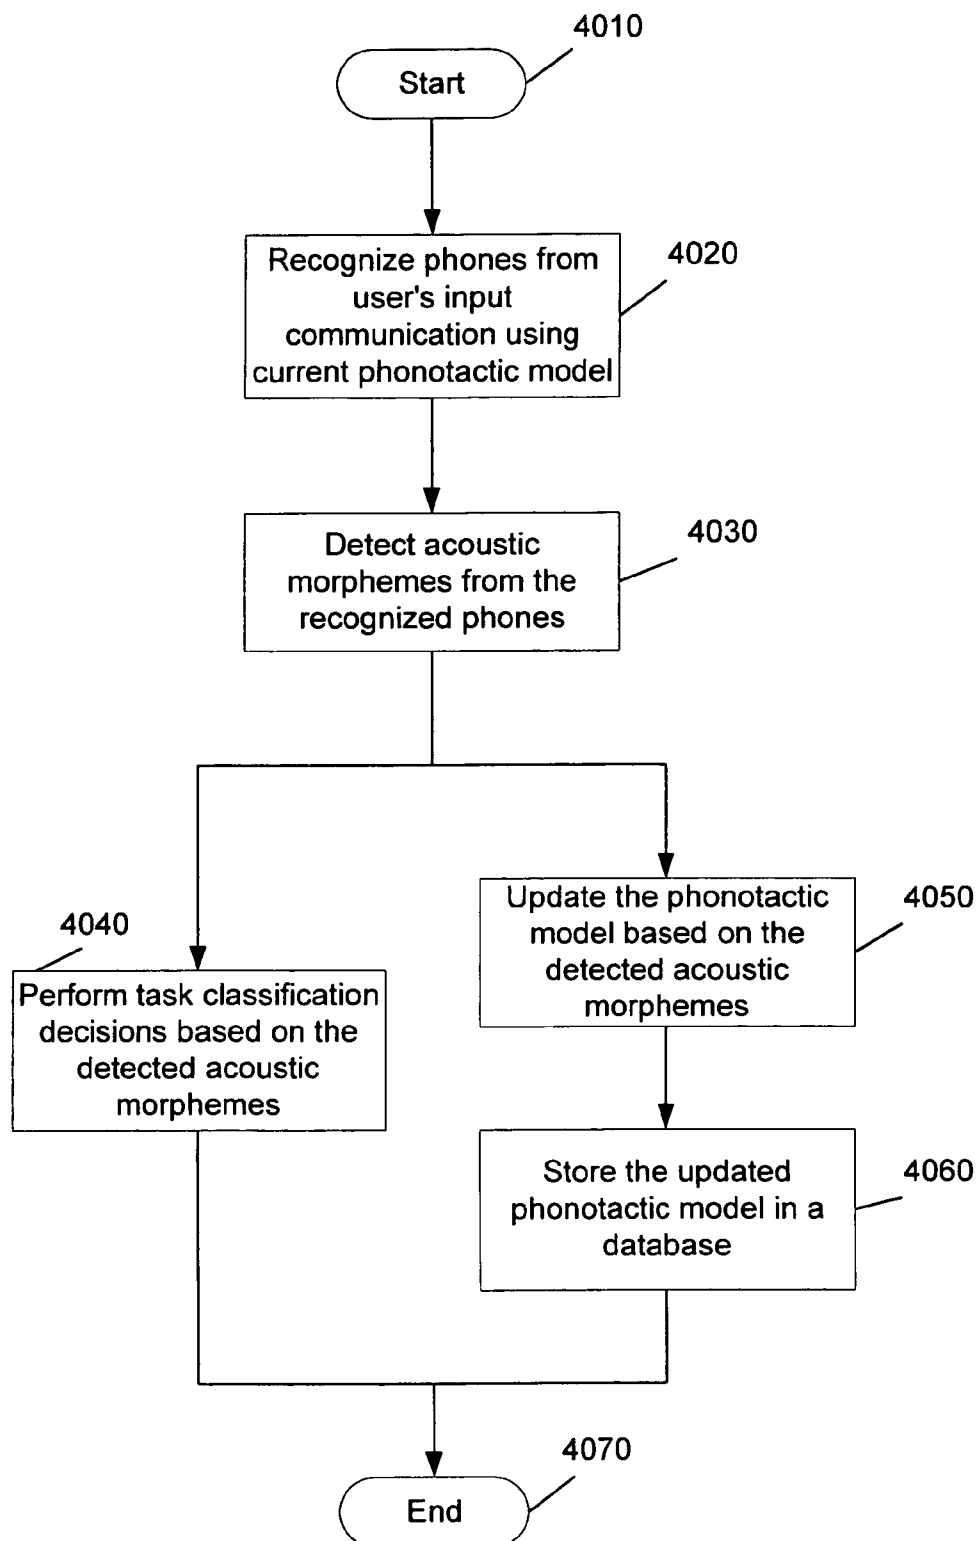 4010
Start
4020
Recognize phones from
user's input
communication using
current phonotactic model
4030
Detect acoustic
morphemes from the
recognized phones
4040
Perform task classification
decisions based on the
detected acoustic
morphemes
4050
Update the phonotactic
model based on the
detected acoustic
morphemes
4060
Store the updated
phonotactic model in a
database
4070
End